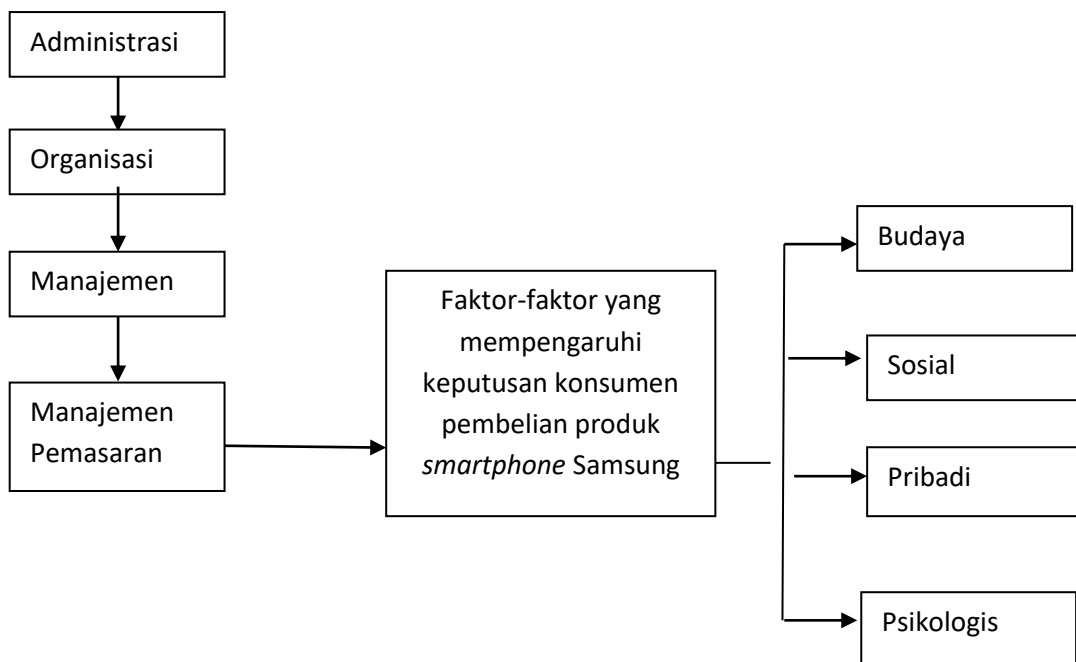 Administrasi
Organisasi
Manajemen
Manajemen
Pemasaran
Faktor-faktor yang
mempengaruhi
keputusan konsumen
pembelian produk
smartphone Samsung
Budaya
Sosial
Pribadi
Psikologis